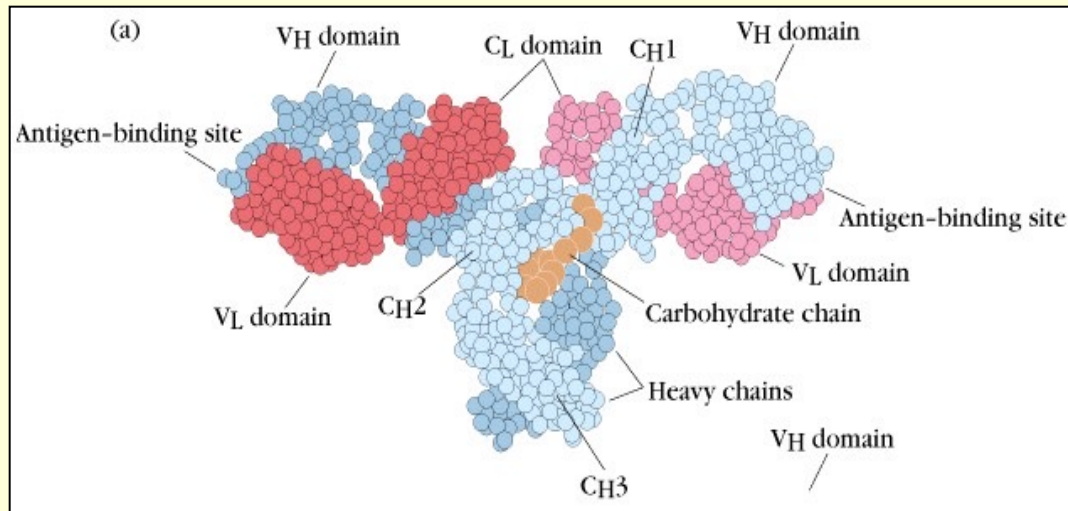 (a)
VH domain
CL domain
CH1
VH domain
Antigen-binding site
Antigen-binding site
VL domain
VL domain
CH2
Carbohydrate chain
Heavy chains
VH domain
CH3